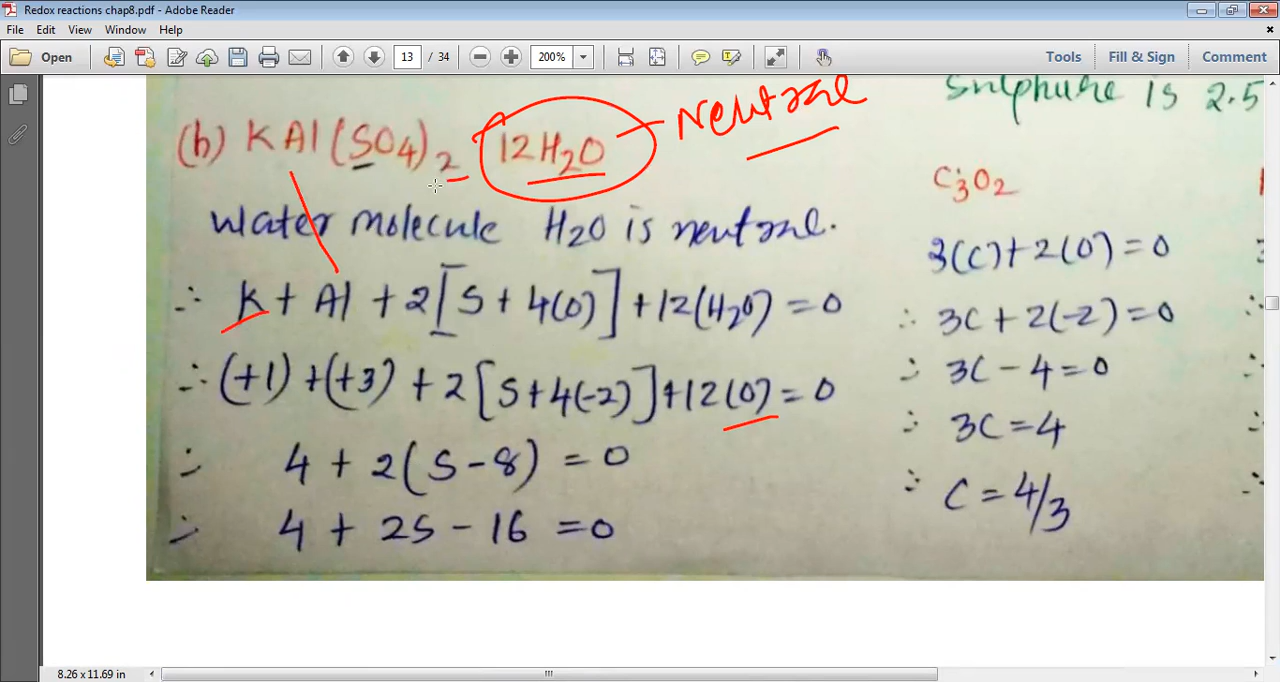 Redox reactions chap8.pdf - Adobe Reader
File Edit View Window Help
Open 13 / 34 200% Tools Fill & Sign Comment
Sulphure is 2.5
(b) KAl(SO4)2 12H2O - Neutrale
Water molecule H2O is neutrale.
∴ K + Al + 2[S + 4(O)] + 12(H2O) = 0
∴ (+1) + (+3) + 2[S + 4(-2)] + 12(0) = 0
∴ 4 + 2(S - 8) = 0
∴ 4 + 2S - 16 = 0
C3O2
3(C) + 2(O) = 0
∴ 3C + 2(-2) = 0
∴ 3C - 4 = 0
∴ 3C = 4
∴ C = 4/3
8.26 x 11.69 in